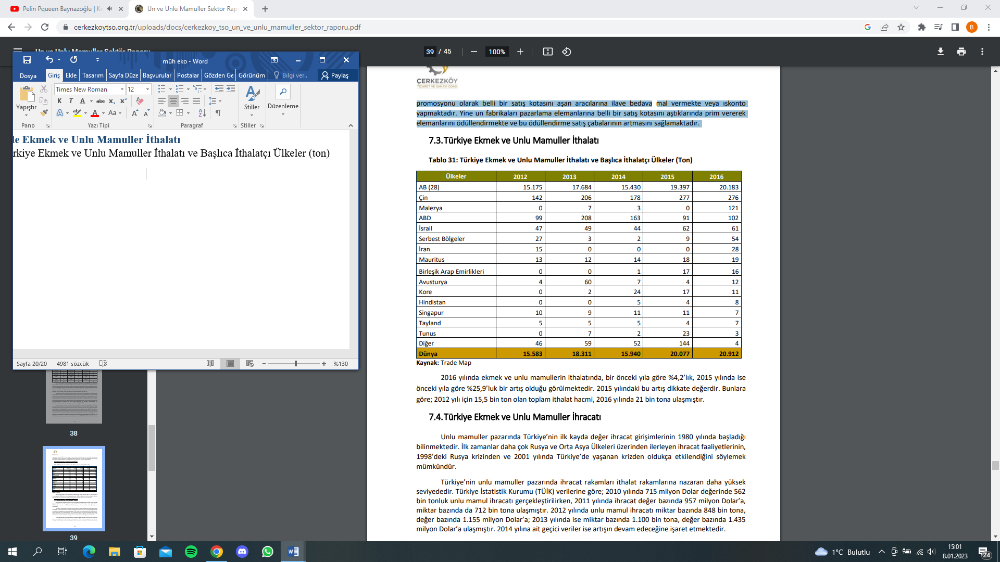 Pelin Pqueen Baynazoğlu | K
Un ve Unlu Mamuller Sektör Rap
cerkezkoytso.org.tr/uploads/docs/cerkezkoy_tso_un_ve_unlu_mamuller_sektor_raporu.pdf
B
39 / 45
100%
müh eko - Word
Dosya Giriş Ekle Tasarım Sayfa Düze Başvurular Postalar Gözden Ge Görünüm Bilgi ver.. Paylaş
Times New Roman 12
Yapıştır
K T A abc x₂ x²
Aa
Stiller
Düzenleme
Pano Yazı Tipi Paragraf Stiller
le Ekmek ve Unlu Mamuller İthalatı
rkiye Ekmek ve Unlu Mamuller İthalatı ve Başlıca İthalatçı Ülkeler (ton)
Sayfa 20/20 4981 sözcük %130
38
39
ÇERKEZKÖY
TİCARET VE SANAYİ ODASI
promosyonu olarak belli bir satış kotasını aşan aracılarına ilave bedava mal vermekte veya ıskonto
yapmaktadır. Yine un fabrikaları pazarlama elemanlarına belli bir satış kotasını aştıklarında prim vererek
elemanlarını ödüllendirmekte ve bu ödüllendirme satış çabalarının artmasını sağlamaktadır.
7.3.Türkiye Ekmek ve Unlu Mamuller İthalatı
Tablo 31: Türkiye Ekmek ve Unlu Mamuller İthalatı ve Başlıca İthalatçı Ülkeler (Ton)
Ülkeler 2012 2013 2014 2015 2016
AB (28) 15.175 17.684 15.430 19.397 20.183
Çin 142 206 178 277 276
Malezya 0 7 3 0 121
ABD 99 208 163 91 102
İsrail 47 49 44 62 61
Serbest Bölgeler 27 3 2 9 54
İran 15 0 0 0 28
Mauritus 13 12 14 18 19
Birleşik Arap Emirlikleri 0 0 1 17 16
Avusturya 4 60 7 4 12
Kore 0 2 24 17 11
Hindistan 0 0 5 4 8
Singapur 10 9 11 11 7
Tayland 5 5 5 4 7
Tunus 0 7 2 23 3
Diğer 46 59 52 144 4
Dünya 15.583 18.311 15.940 20.077 20.912
Kaynak: Trade Map
2016 yılında ekmek ve unlu mamullerin ithalatında, bir önceki yıla göre %4,2’lık, 2015 yılında ise
önceki yıla göre %25,9’luk bir artış olduğu görülmektedir. 2015 yılındaki bu artış dikkate değerdir. Bunlara
göre; 2012 yılı için 15,5 bin ton olan toplam ithalat hacmi, 2016 yılında 21 bin tona ulaşmıştır.
7.4.Türkiye Ekmek ve Unlu Mamuller İhracatı
Unlu mamuller pazarında Türkiye’nin ilk kayda değer ihracat girişimlerinin 1980 yılında başladığı
bilinmektedir. İlk zamanlar daha çok Rusya ve Orta Asya Ülkeleri üzerinden ilerleyen ihracat faaliyetlerinin,
1998’deki Rusya krizinden ve 2001 yılında Türkiye’de yaşanan krizden oldukça etkilendiğini söylemek
mümkündür.
Türkiye’nin unlu mamuller pazarında ihracat rakamları ithalat rakamlarına nazaran daha yüksek
seviyededir. Türkiye İstatistik Kurumu (TÜİK) verilerine göre; 2010 yılında 715 milyon Dolar değerinde 562
bin tonluk unlu mamul ihracatı gerçekleştirilirken, 2011 yılında ihracat değer bazında 957 milyon Dolar’a,
miktar bazında da 712 bin tona ulaşmıştır. 2012 yılında unlu mamul ihracatı miktar bazında 848 bin tona,
değer bazında 1.155 milyon Dolar’a; 2013 yılında ise miktar bazında 1.100 bin tona, değer bazında 1.435
milyon Dolar’a ulaşmıştır. 2014 yılına ait geçici veriler ise artışın devam edeceğine işaret etmektedir.
1°C Bulutlu
15:01
8.01.2023
24